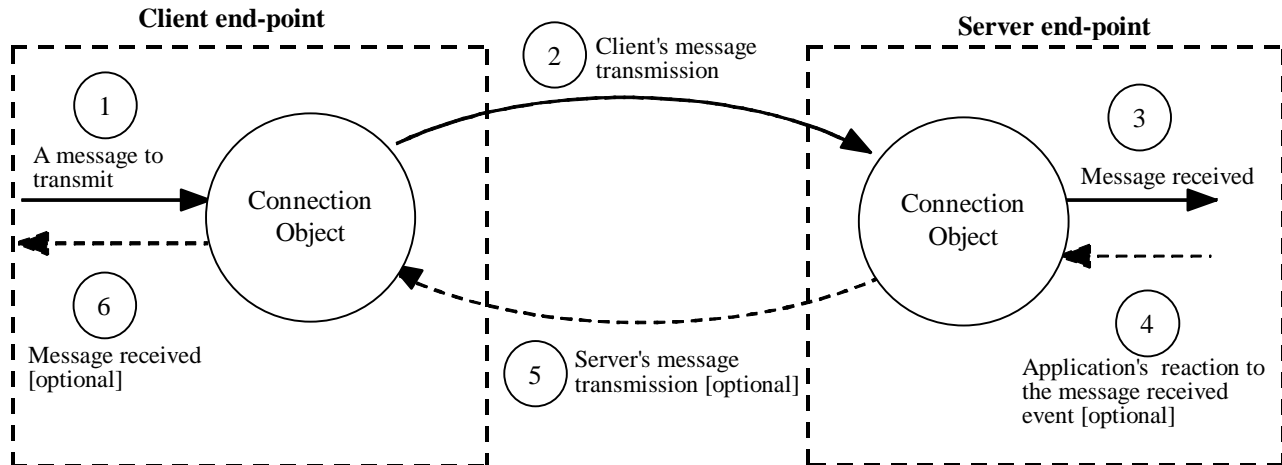 Client end-point
Server end-point
1
A message to
transmit
Connection
Object
2
Client's message
transmission
3
Message received
Connection
Object
4
Application's reaction to
the message received
event [optional]
5
Server's message
transmission [optional]
6
Message received
[optional]